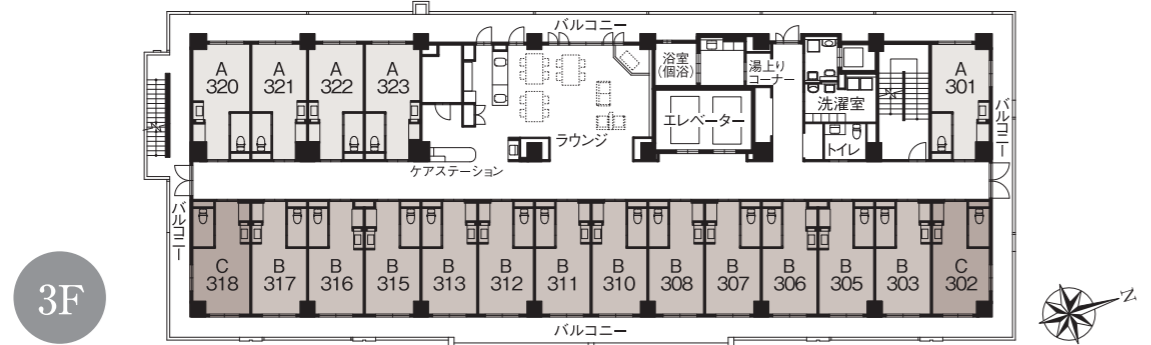 バルコニー
A
320
A
321
A
322
A
323
浴室
(個浴)
湯上り
コーナー
エレベーター
洗濯室
トイレ
A
301
バルコニー
ラウンジ
ケアステーション
バルコニー
C
318
B
317
B
316
B
315
B
313
B
312
B
311
B
310
B
308
B
307
B
306
B
305
B
303
C
302
バルコニー
3F
N